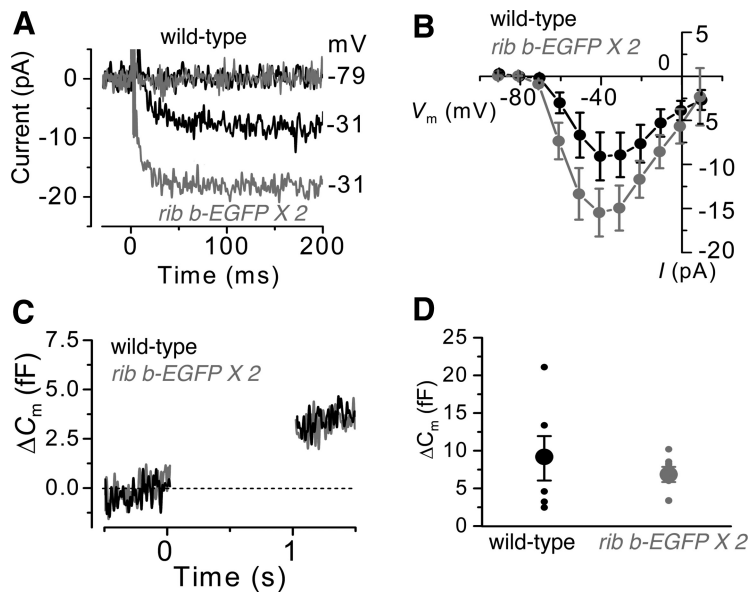 A
wild-type
mV
Current (pA)
0
-10
-20
-79
-31
-31
rib b-EGFP X 2
0
100
200
Time (ms)
B
wild-type
rib b-EGFP X 2
5
0
-80
-40
Vm (mV)
-5
-10
-15
-20
I (pA)
C
wild-type
rib b-EGFP X 2
ΔCm (fF)
7.5
5.0
2.5
0.0
0
1
Time (s)
D
ΔCm (fF)
25
20
15
10
5
0
wild-type
rib b-EGFP X 2